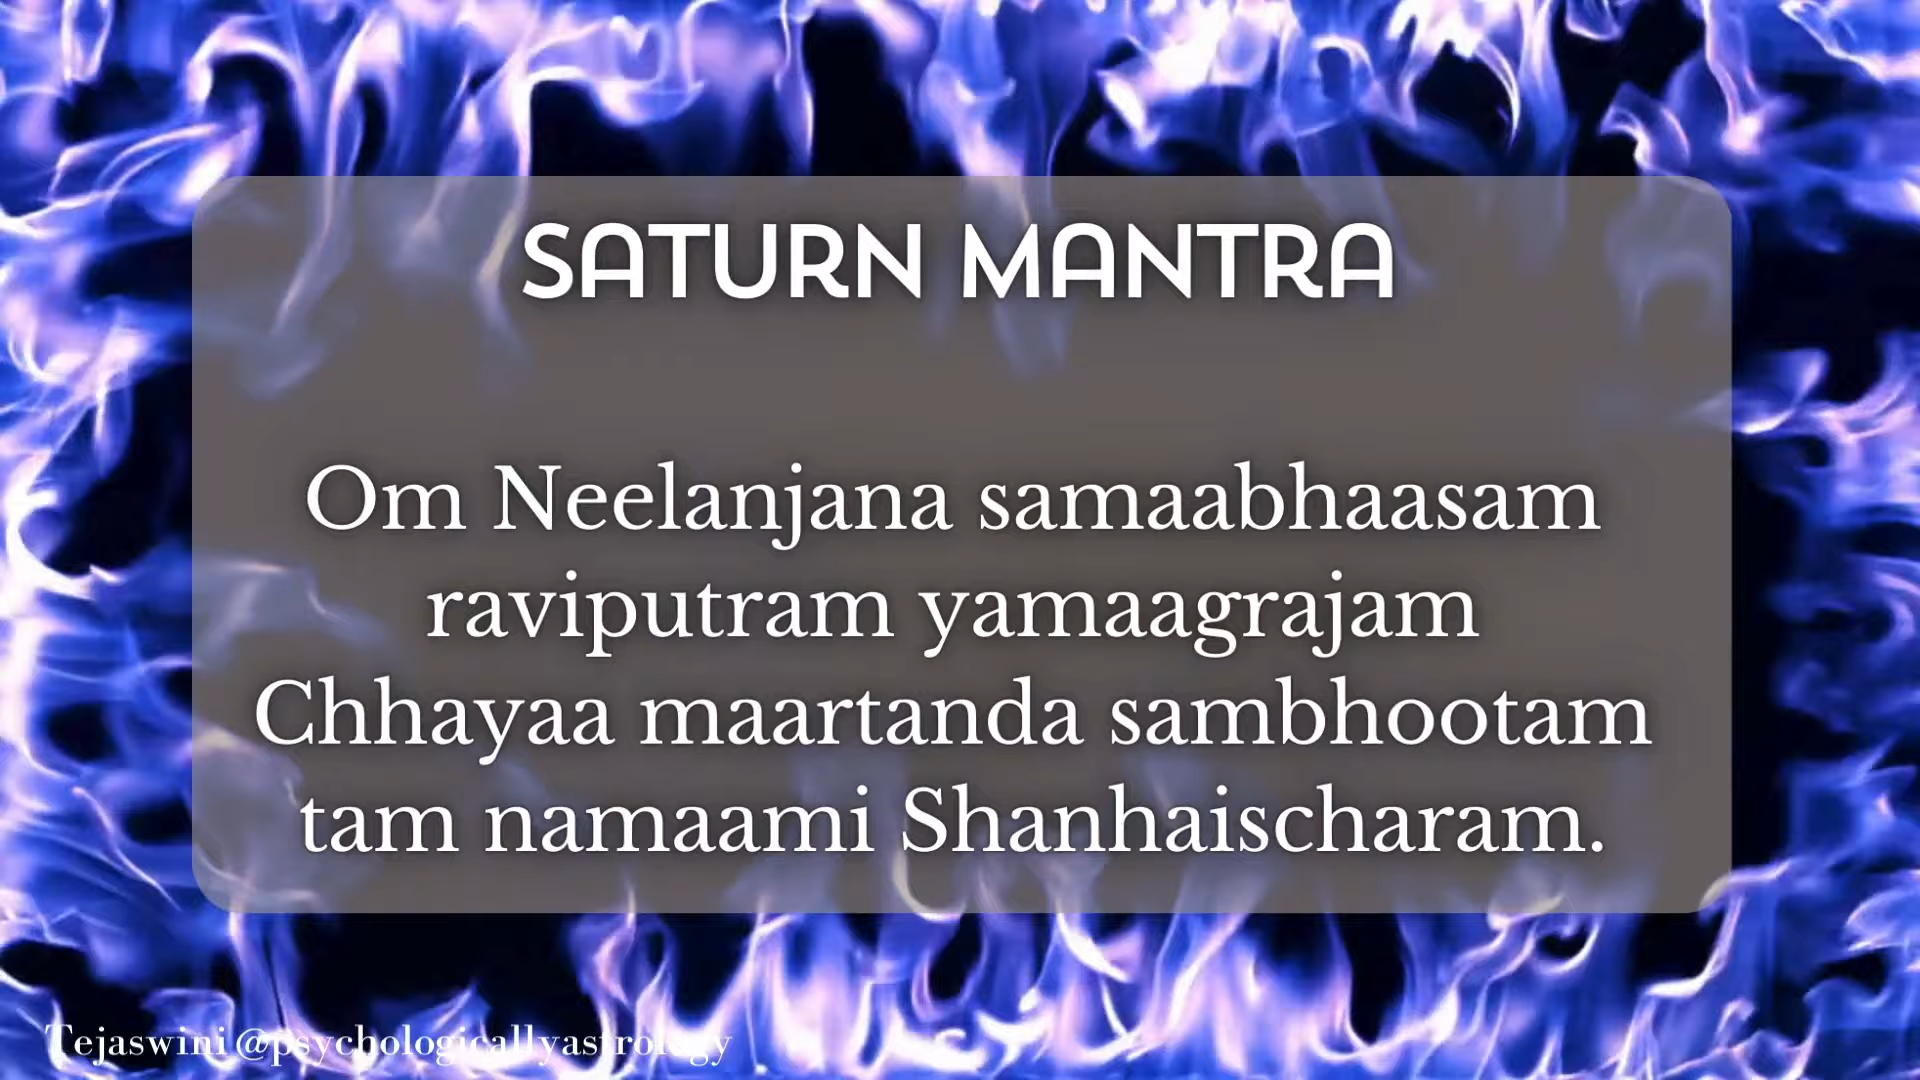 SATURN MANTRA
Om Neelanjana samaabhaasam
raviputram yamaagrajam
Chhayaa maartanda sambhootam
tam namaami Shanhaischaram.
Tejaswini @psychologicallyastrology